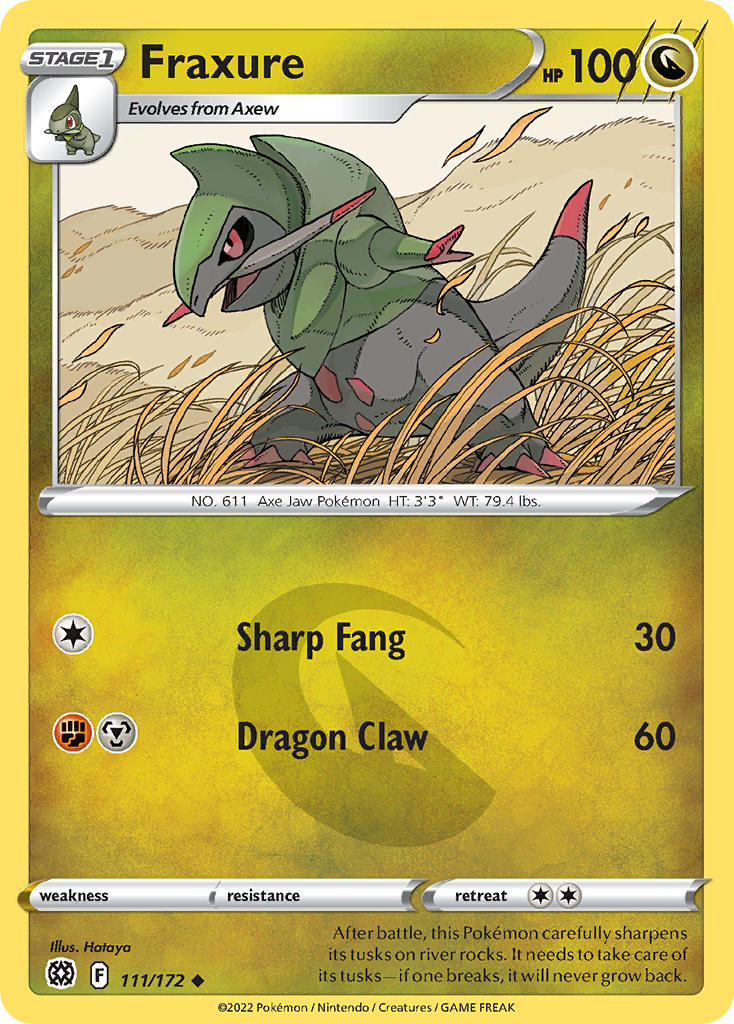 STAGE 1
Fraxure
HP 100
Evolves from Axew
NO. 611 Axe Jaw Pokémon HT: 3'3" WT: 79.4 lbs.
Sharp Fang 30
Dragon Claw 60
weakness resistance retreat
Illus. Hataya
After battle, this Pokémon carefully sharpens
its tusks on river rocks. It needs to take care of
its tusks—if one breaks, it will never grow back.
F 111/172
©2022 Pokémon / Nintendo / Creatures / GAME FREAK